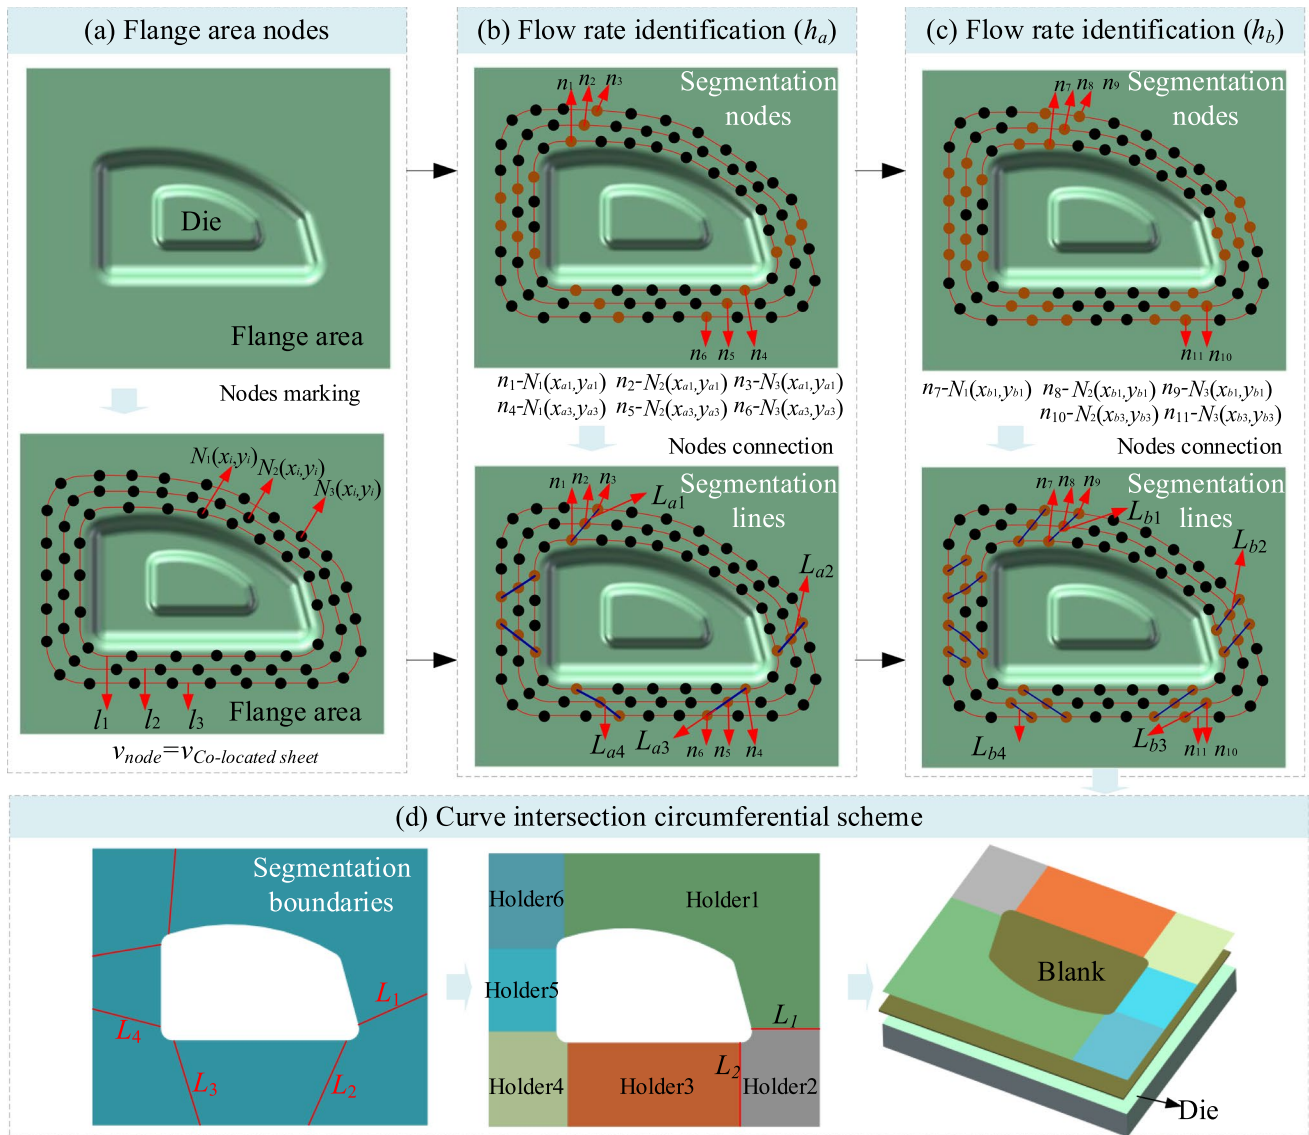 (a) Flange area nodes
Die
Flange area
Nodes marking
N1(xi,yi)
N2(xi,yi)
N3(xi,yi)
l1 l2 l3
Flange area
vnode=vCo-located sheet
(b) Flow rate identification (ha)
n1 n2 n3
Segmentation
nodes
n6 n5 n4
n1-N1(xa1,ya1) n2-N2(xa1,ya1) n3-N3(xa1,ya1)
n4-N1(xa3,ya3) n5-N2(xa3,ya3) n6-N3(xa3,ya3)
Nodes connection
n1 n2 n3
Segmentation
lines
La1
La2
La4 La3 n6 n5 n4
(c) Flow rate identification (hb)
n7 n8 n9
Segmentation
nodes
n11 n10
n7-N1(xb1,yb1) n8-N2(xb1,yb1) n9-N3(xb1,yb1)
n10-N2(xb3,yb3) n11-N3(xb3,yb3)
Nodes connection
n7 n8 n9
Segmentation
lines
Lb1
Lb2
Lb4 Lb3 n11 n10
(d) Curve intersection circumferential scheme
Segmentation
boundaries
L1
L4
L3
L2
Holder6
Holder1
Holder5
L1
L2
Holder4
Holder3
Holder2
Blank
Die